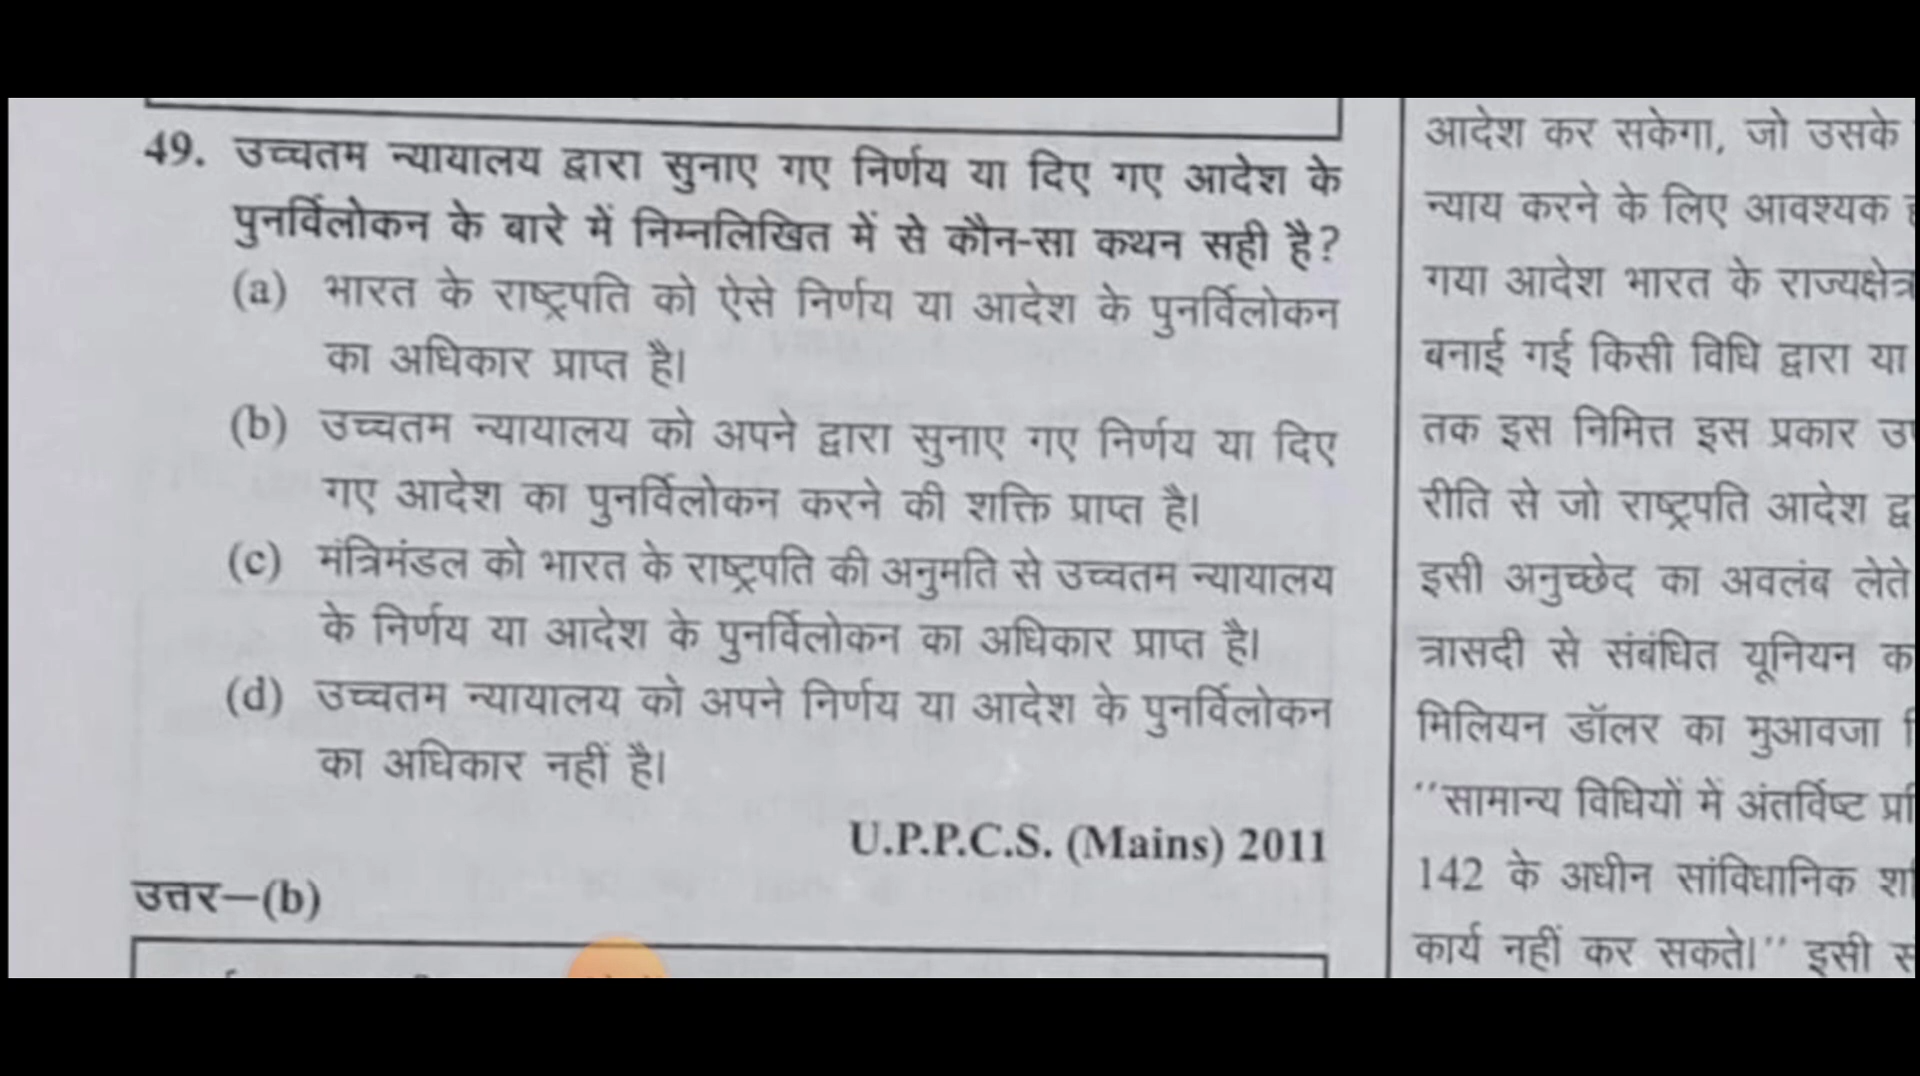 49. उच्चतम न्यायालय द्वारा सुनाए गए निर्णय या दिए गए आदेश के
पुनर्विलोकन के बारे में निम्नलिखित में से कौन-सा कथन सही है?
(a) भारत के राष्ट्रपति को ऐसे निर्णय या आदेश के पुनर्विलोकन
का अधिकार प्राप्त है।
(b) उच्चतम न्यायालय को अपने द्वारा सुनाए गए निर्णय या दिए
गए आदेश का पुनर्विलोकन करने की शक्ति प्राप्त है।
(c) मंत्रिमंडल को भारत के राष्ट्रपति की अनुमति से उच्चतम न्यायालय
के निर्णय या आदेश के पुनर्विलोकन का अधिकार प्राप्त है।
(d) उच्चतम न्यायालय को अपने निर्णय या आदेश के पुनर्विलोकन
का अधिकार नहीं है।
U.P.P.C.S. (Mains) 2011
उत्तर–(b)
आदेश कर सकेगा, जो उसके
न्याय करने के लिए आवश्यक
गया आदेश भारत के राज्यक्षेत्र
बनाई गई किसी विधि द्वारा या
तक इस निमित्त इस प्रकार
रीति से जो राष्ट्रपति आदेश
इसी अनुच्छेद का अवलंब लेते
त्रासदी से संबंधित यूनियन
मिलियन डॉलर का मुआवजा
"सामान्य विधियों में अंतर्विष्ट
142 के अधीन सांविधानिक
कार्य नहीं कर सकते।" इसी